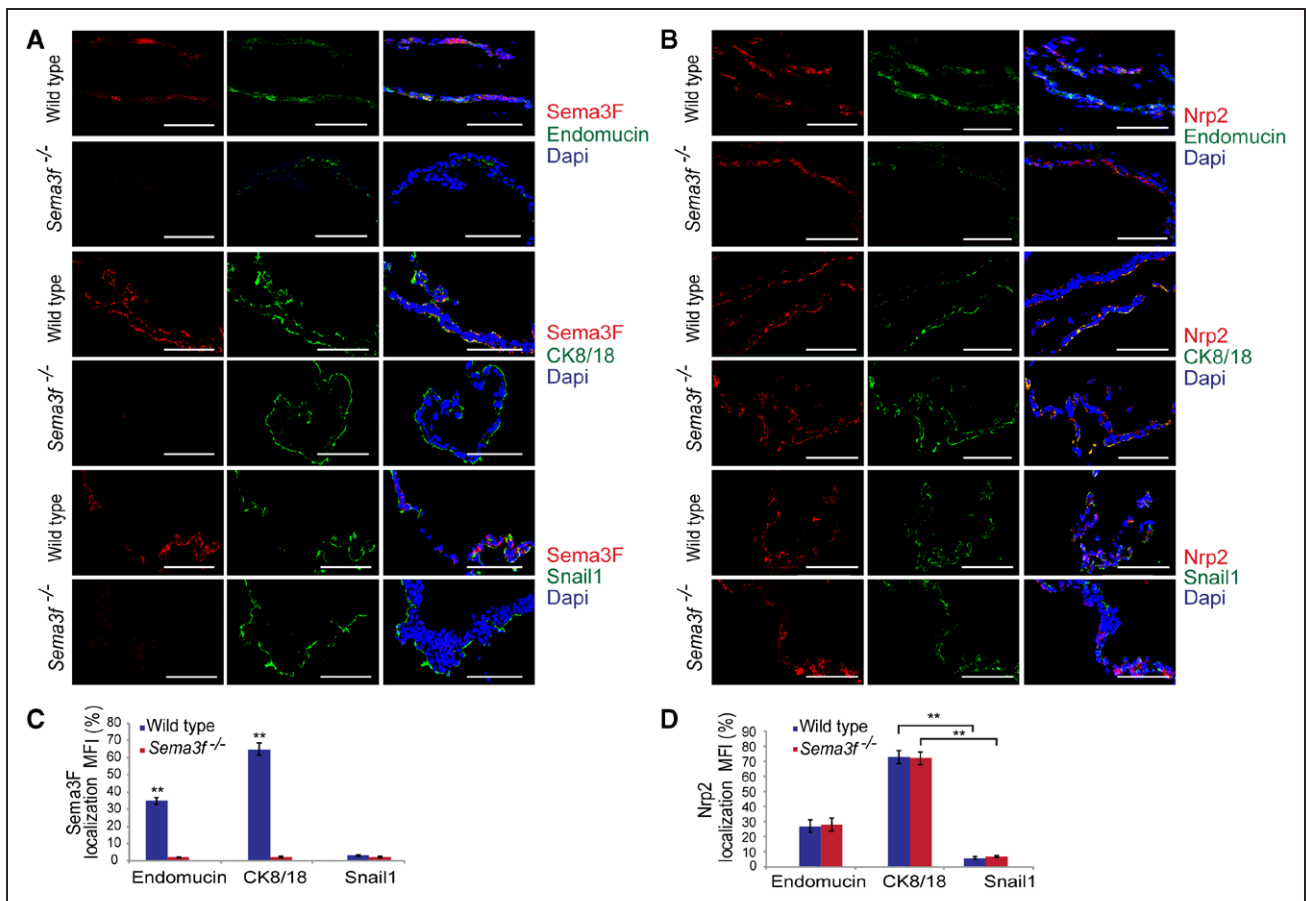 A
Wild type
Sema3F
Endomucin
Dapi
Sema3f -/-
Wild type
Sema3F
CK8/18
Dapi
Sema3f -/-
Wild type
Sema3F
Snail1
Dapi
Sema3f -/-
B
Wild type
Nrp2
Endomucin
Dapi
Sema3f -/-
Wild type
Nrp2
CK8/18
Dapi
Sema3f -/-
Wild type
Nrp2
Snail1
Dapi
Sema3f -/-
C
Sema3F
localization MFI (%)
80
70
60
50
40
30
20
10
0
Wild type
Sema3f -/-
**
**
Endomucin
CK8/18
Snail1
D
Nrp2
localization MFI (%)
90
80
70
60
50
40
30
20
10
0
Wild type
Sema3f -/-
**
**
Endomucin
CK8/18
Snail1